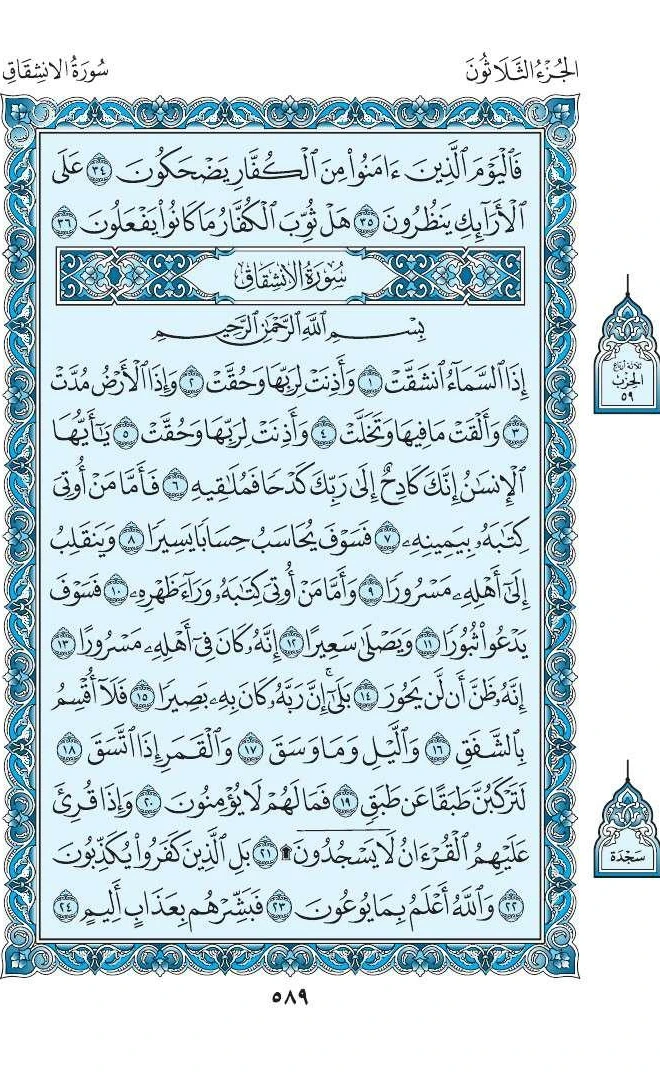 الجُزْءُ الثَّلَاثُونَ
سُورَةُ الانشِقَاقِ
فَٱلْيَوْمَ ٱلَّذِينَ ءَامَنُوا۟ مِنَ ٱلْكُفَّارِ يَضْحَكُونَ ٣٤ عَلَى
ٱلْأَرَآئِكِ يَنظُرُونَ ٣٥ هَلْ ثُوِّبَ ٱلْكُفَّارُ مَا كَانُوا۟ يَفْعَلُونَ ٣٦
سُورَةُ الانشِقَاقِ
بِسْمِ ٱللَّهِ ٱلرَّحْمَٰنِ ٱلرَّحِيمِ
إِذَا ٱلسَّمَآءُ ٱنشَقَّتْ ١ وَأَذِنَتْ لِرَبِّهَا وَحُقَّتْ ٢ وَإِذَا ٱلْأَرْضُ مُدَّتْ
٣ وَأَلْقَتْ مَا فِيهَا وَتَخَلَّتْ ٤ وَأَذِنَتْ لِرَبِّهَا وَحُقَّتْ ٥ يَٰٓأَيُّهَا
ٱلْإِنسَٰنُ إِنَّكَ كَادِحٌ إِلَىٰ رَبِّكَ كَدْحًا فَمُلَٰقِيهِ ٦ فَأَمَّا مَنْ أُوتِىَ
كِتَٰبَهُۥ بِيَمِينِهِۦ ٧ فَسَوْفَ يُحَاسَبُ حِسَابًا يَسِيرًا ٨ وَيَنقَلِبُ
إِلَىٰٓ أَهْلِهِۦ مَسْرُورًا ٩ وَأَمَّا مَنْ أُوتِىَ كِتَٰبَهُۥ وَرَآءَ ظَهْرِهِۦ ١٠ فَسَوْفَ
يَدْعُوا۟ ثُبُورًا ١١ وَيَصْلَىٰ سَعِيرًا ١٢ إِنَّهُۥ كَانَ فِىٓ أَهْلِهِۦ مَسْرُورًا ١٣
إِنَّهُۥ ظَنَّ أَن لَّن يَحُورَ ١٤ بَلَىٰٓ إِنَّ رَبَّهُۥ كَانَ بِهِۦ بَصِيرًا ١٥ فَلَآ أُقْسِمُ
بِٱلشَّفَقِ ١٦ وَٱلَّيْلِ وَمَا وَسَقَ ١٧ وَٱلْقَمَرِ إِذَا ٱتَّسَقَ ١٨
لَتَرْكَبُنَّ طَبَقًا عَن طَبَقٍ ١٩ فَمَا لَهُمْ لَا يُؤْمِنُونَ ٢٠ وَإِذَا قُرِئَ
عَلَيْهِمُ ٱلْقُرْءَانُ لَا يَسْجُدُونَ ۩ ٢١ بَلِ ٱلَّذِينَ كَفَرُوا۟ يُكَذِّبُونَ
٢٢ وَٱللَّهُ أَعْلَمُ بِمَا يُوعُونَ ٢٣ فَبَشِّرْهُم بِعَذَابٍ أَلِيمٍ ٢٤
ثلاثة أرباع
الحِزْب
٥٩
سَجْدَة
٥٨٩